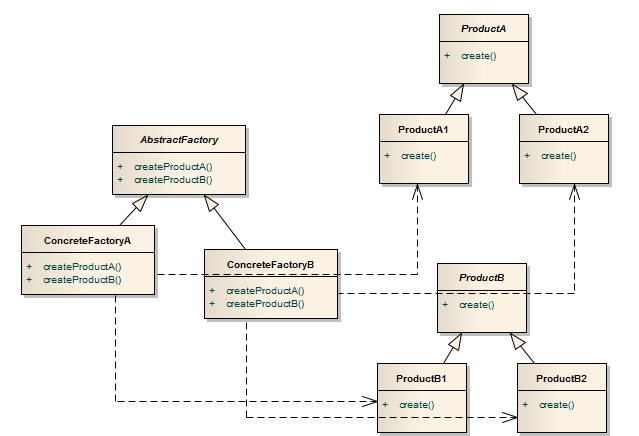 ProductA
+ create()
ProductA1
+ create()
ProductA2
+ create()
AbstractFactory
+ createProductA()
+ createProductB()
ConcreteFactoryA
+ createProductA()
+ createProductB()
ConcreteFactoryB
+ createProductA()
+ createProductB()
ProductB
+ create()
ProductB1
+ create()
ProductB2
+ create()